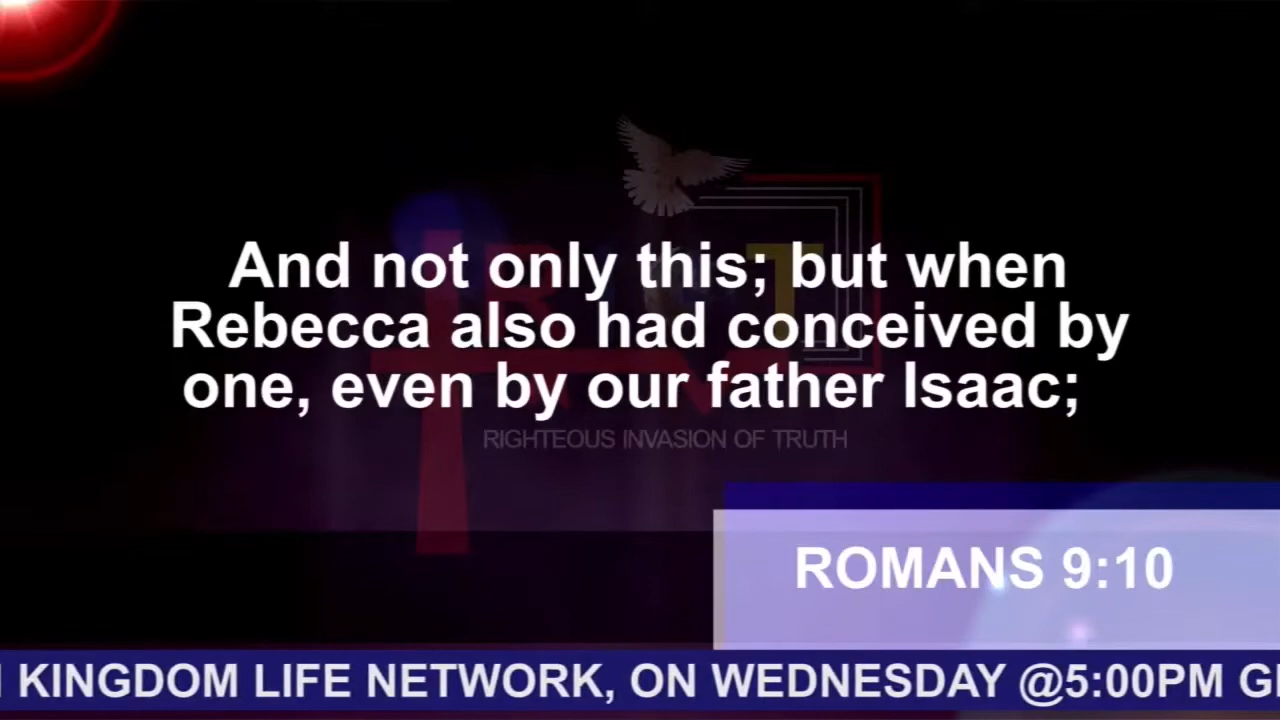 And not only this; but when
Rebecca also had conceived by
one, even by our father Isaac;
RIGHTEOUS INVASION OF TRUTH
ROMANS 9:10
KINGDOM LIFE NETWORK, ON WEDNESDAY @5:00PM